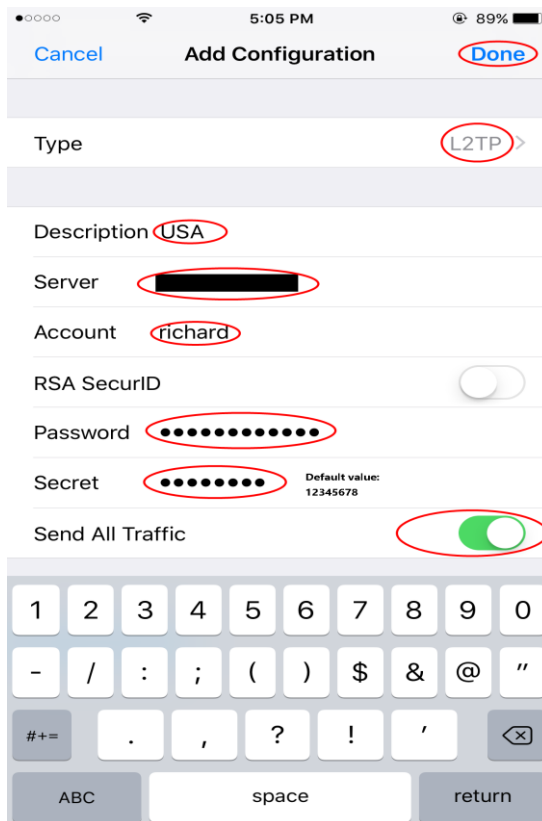 5:05 PM 89%
Cancel Add Configuration Done
Type L2TP
Description USA
Server
Account richard
RSA SecurID
Password ●●●●●●●●●●●●
Secret ●●●●●●●● Default value:
12345678
Send All Traffic
1 2 3 4 5 6 7 8 9 0
- / : ; ( ) $ & @ "
#+= . , ? ! '
ABC space return